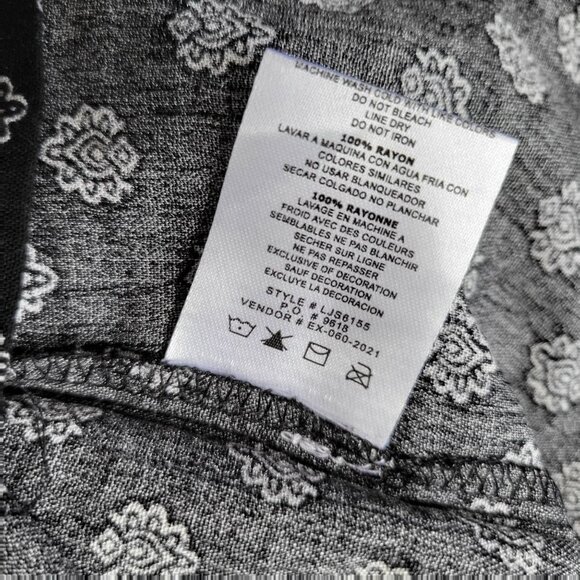 MACHINE WASH COLD WITH LIKE COLORS
DO NOT BLEACH
LINE DRY
DO NOT IRON
100% RAYON
LAVAR A MAQUINA CON AGUA FRIA CON
COLORES SIMILARES
NO USAR BLANQUEADOR
SECAR COLGADO NO PLANCHAR
100% RAYONNE
LAVAGE EN MACHINE A
FROID AVEC DES COULEURS
SEMBLABLES NE PAS BLANCHIR
SECHER SUR LIGNE
NE PAS REPASSER
EXCLUSIVE OF DECORATION
SAUF DECORATION
EXCLUYE LA DECORACION
STYLE # LJS6155
P.O. # 9618
VENDOR # EX-060-2021